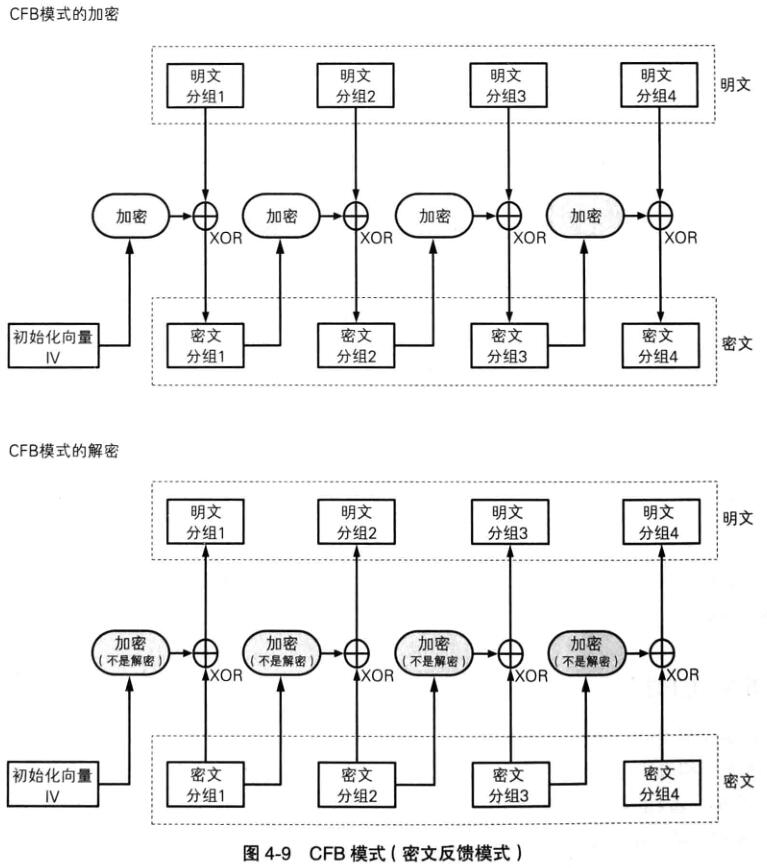 CFB模式的加密
明文 明文 明文 明文
分组1 分组2 分组3 分组4
明文
加密 加密 加密 加密
XOR XOR XOR XOR
初始化向量
IV
密文 密文 密文 密文
分组1 分组2 分组3 分组4
密文
CFB模式的解密
明文 明文 明文 明文
分组1 分组2 分组3 分组4
明文
加密 加密 加密 加密
(不是解密) (不是解密) (不是解密) (不是解密)
XOR XOR XOR XOR
初始化向量
IV
密文 密文 密文 密文
分组1 分组2 分组3 分组4
密文
图 4-9 CFB 模式（密文反馈模式）